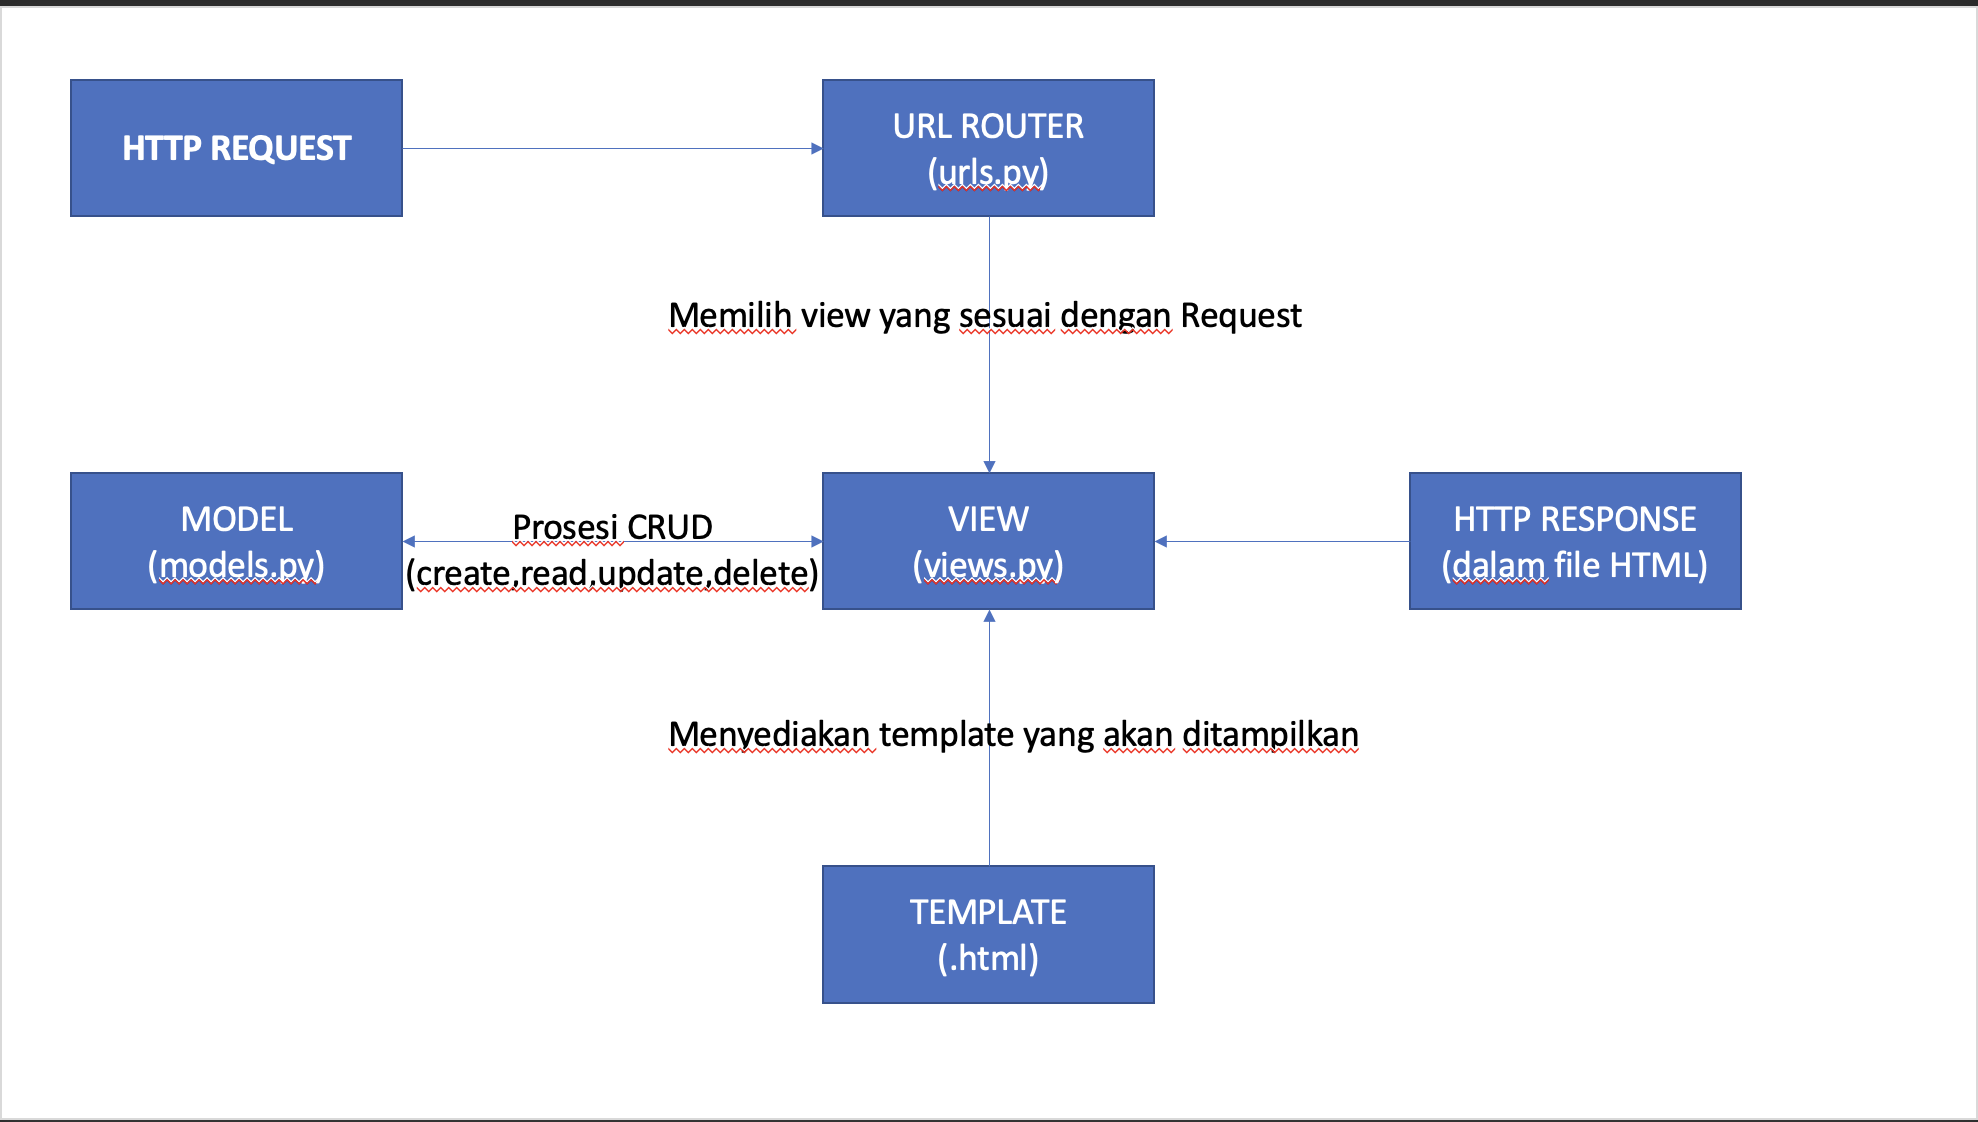 HTTP REQUEST
URL ROUTER
(urls.py)
Memilih view yang sesuai dengan Request
MODEL
(models.py)
Prosesi CRUD
(create,read,update,delete)
VIEW
(views.py)
HTTP RESPONSE
(dalam file HTML)
Menyediakan template yang akan ditampilkan
TEMPLATE
(.html)